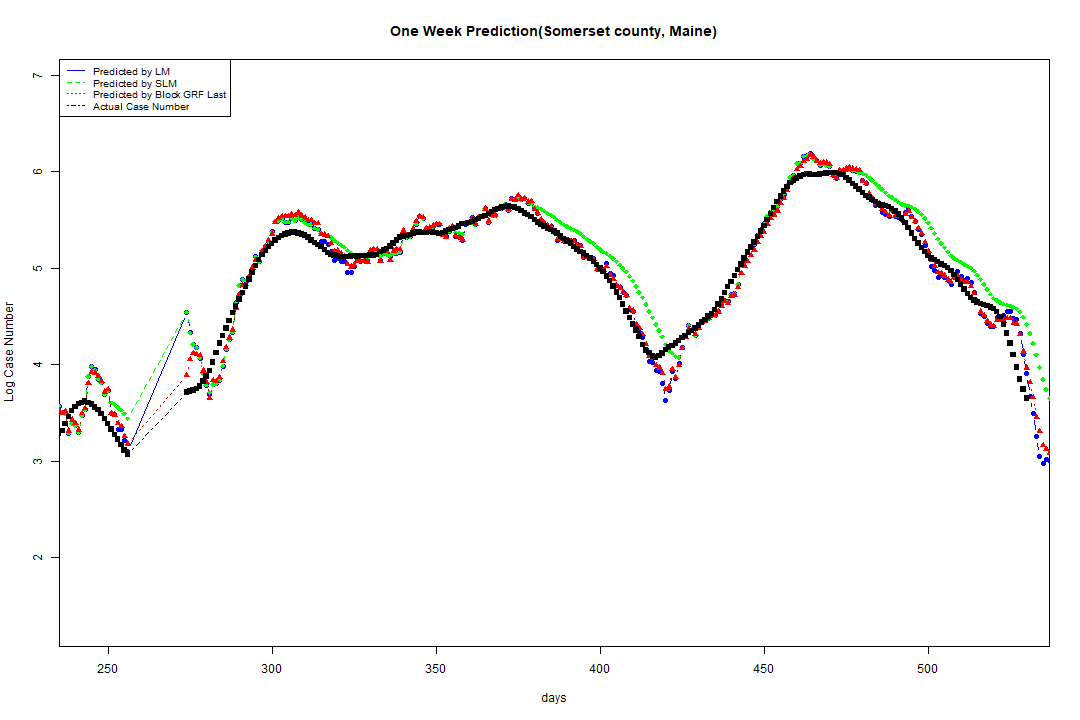 One Week Prediction(Somerset county, Maine)
Predicted by LM
Predicted by SLM
Predicted by Block GRF Last
Actual Case Number
7
6
5
4
3
2
Log Case Number
250 300 350 400 450 500
days